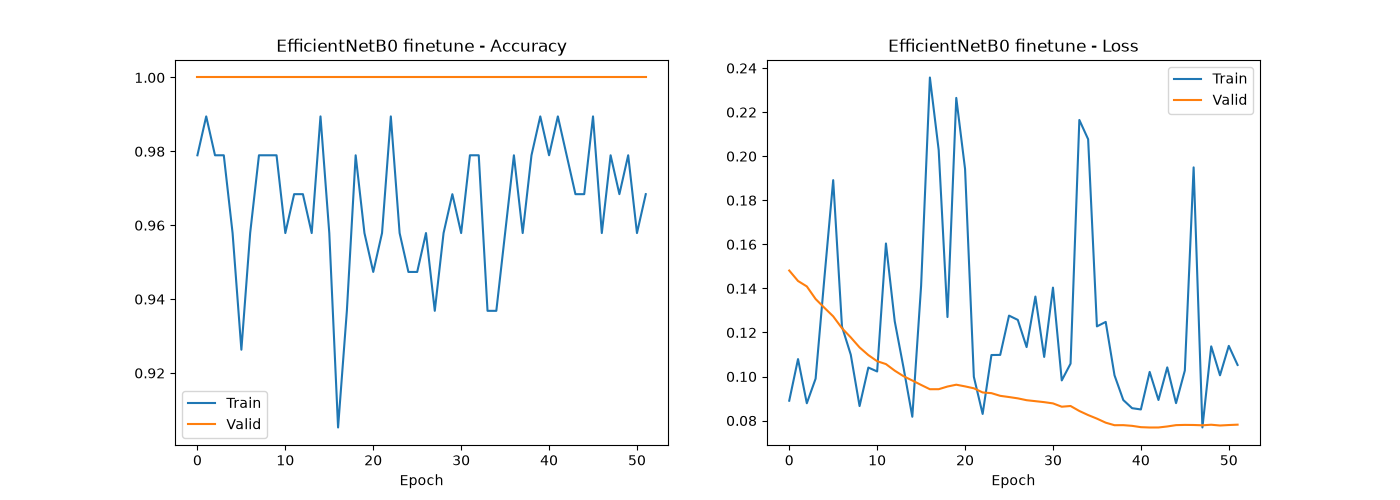 EfficientNetB0 finetune - Accuracy
1.00
0.98
0.96
0.94
0.92
Train
Valid
0 10 20 30 40 50
Epoch
EfficientNetB0 finetune - Loss
0.24
0.22
0.20
0.18
0.16
0.14
0.12
0.10
0.08
Train
Valid
0 10 20 30 40 50
Epoch